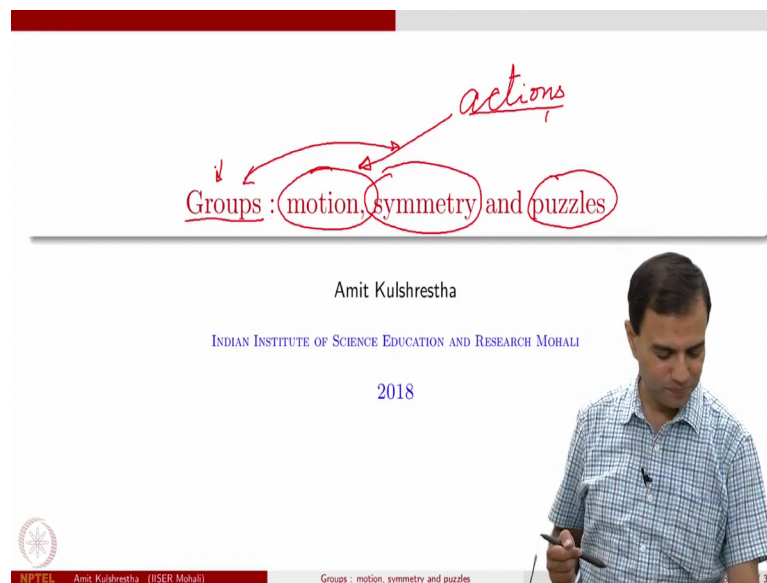 actions
Groups : motion, symmetry and puzzles
Amit Kulshrestha
INDIAN INSTITUTE OF SCIENCE EDUCATION AND RESEARCH MOHALI
2018
NPTEL Amit Kulshrestha (IISER Mohali) Groups : motion, symmetry and puzzles